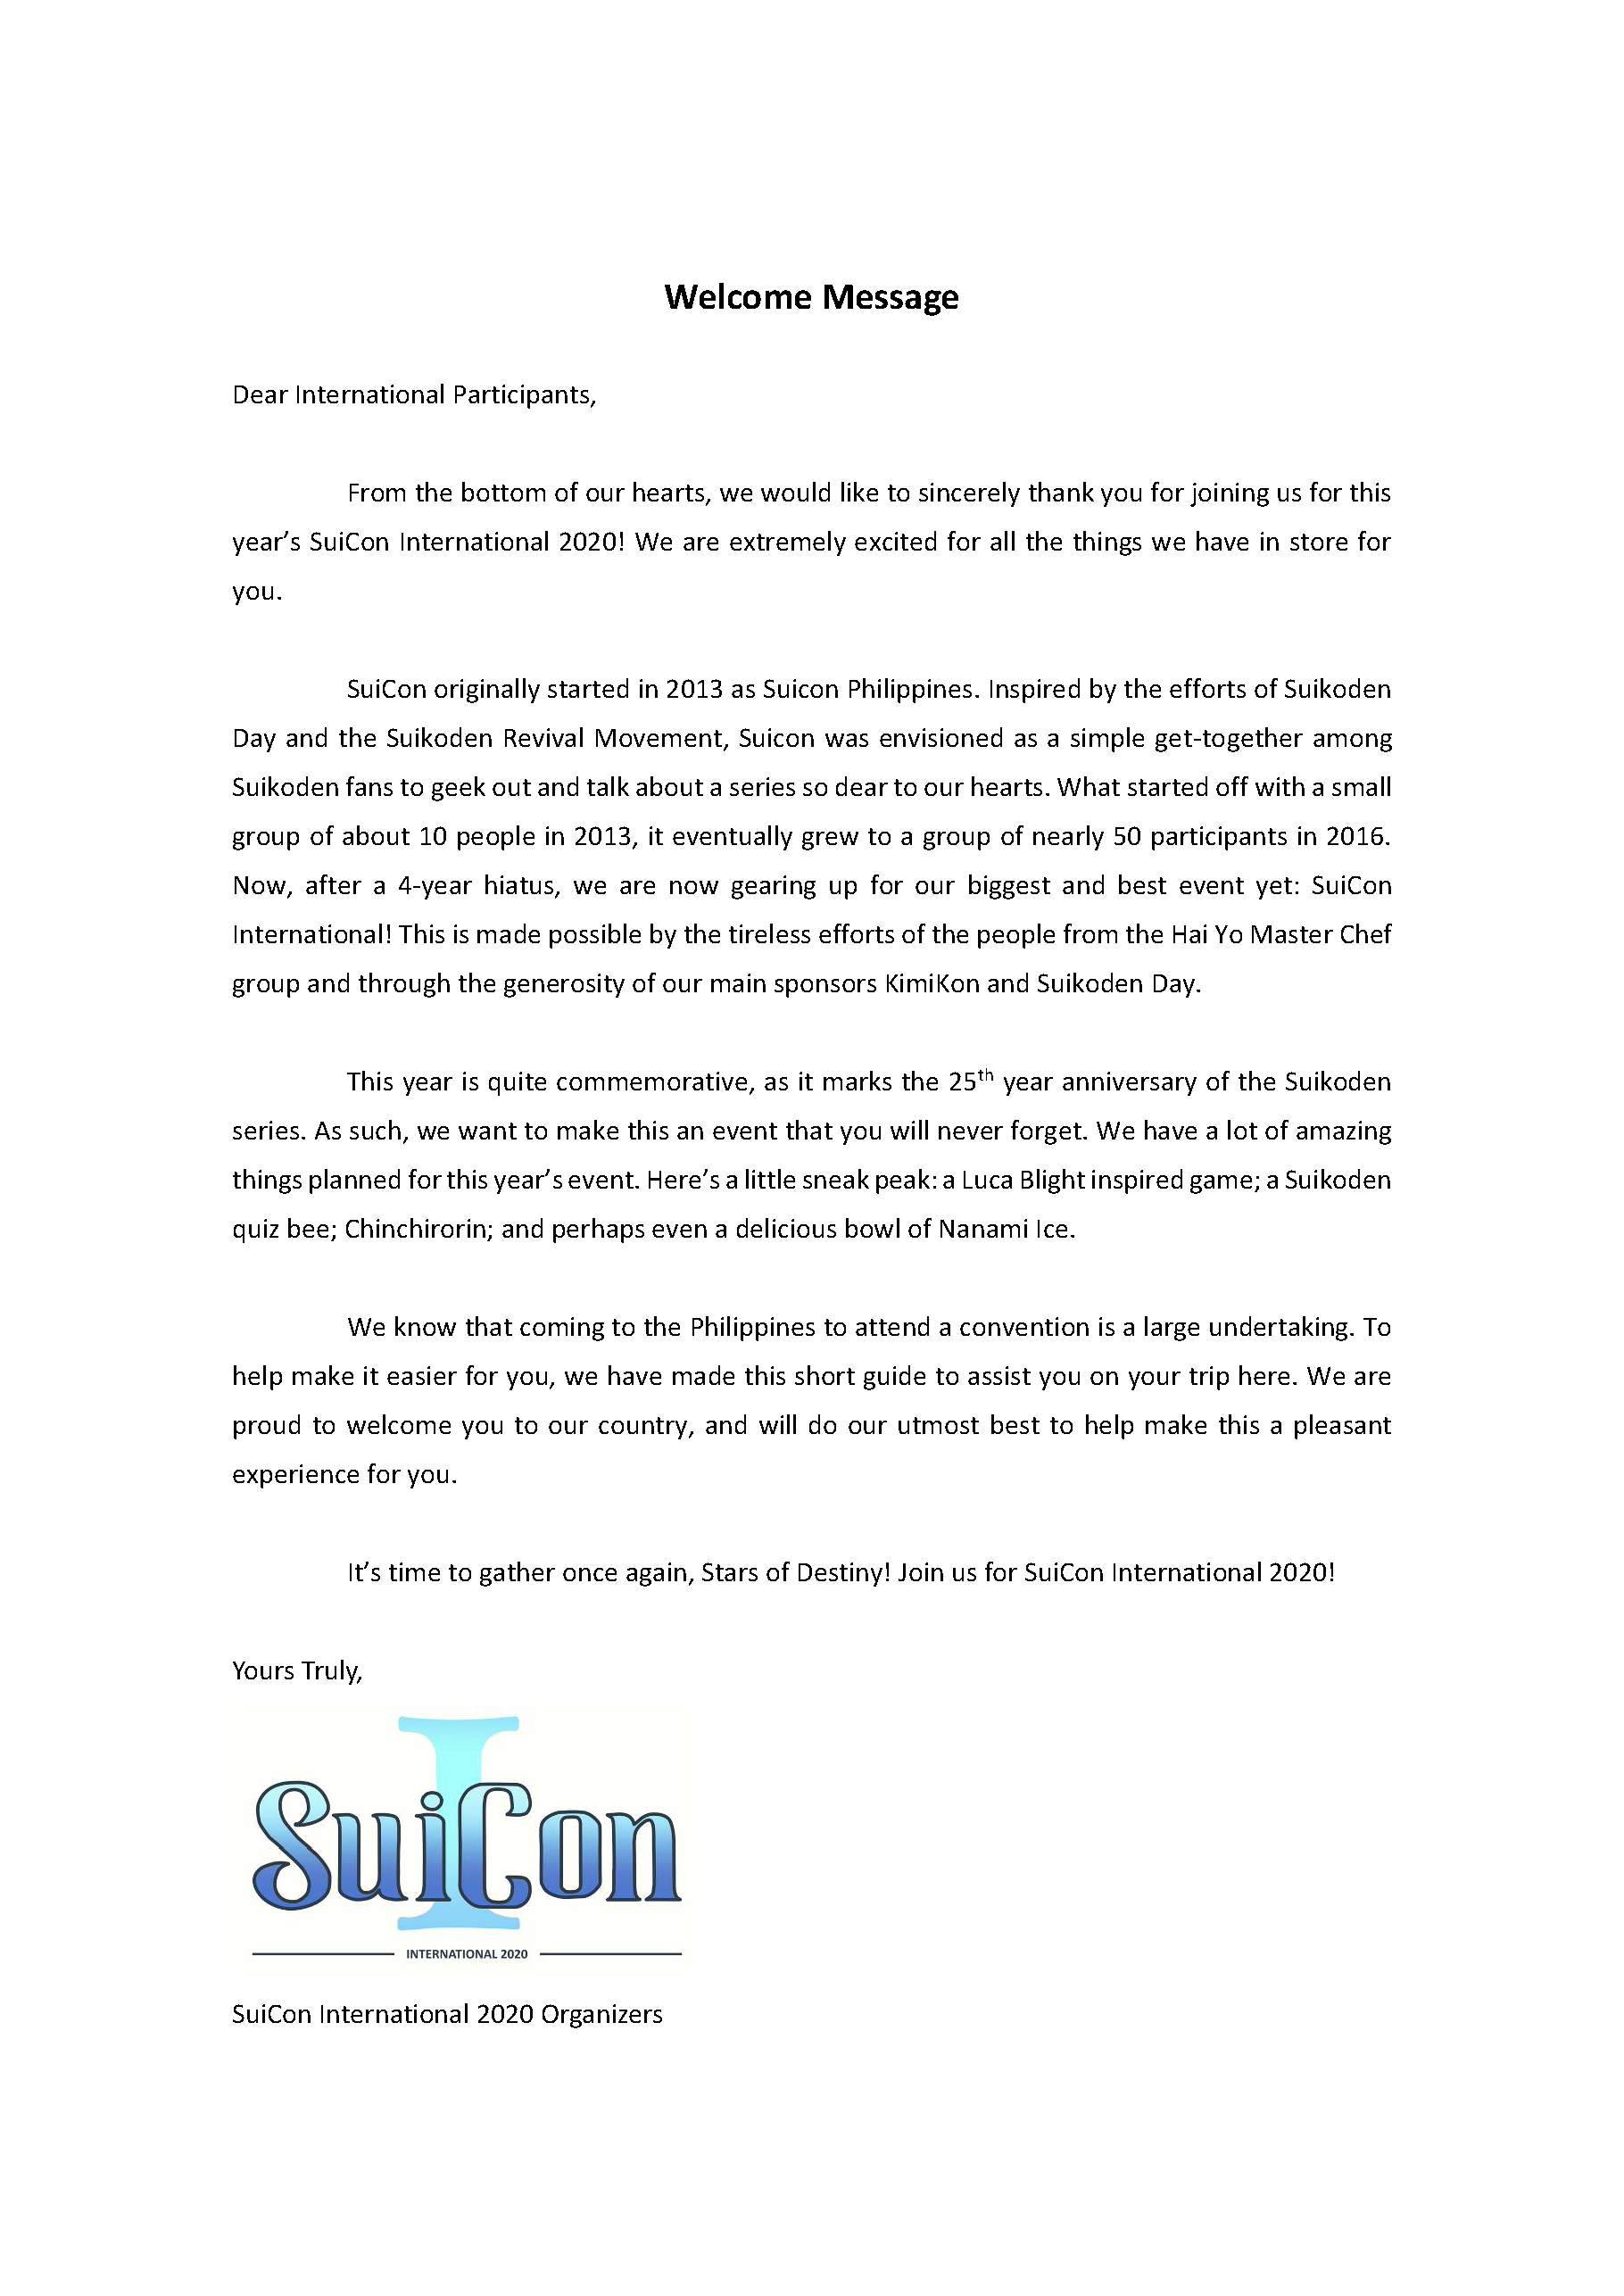 Welcome Message
Dear International Participants,
From the bottom of our hearts, we would like to sincerely thank you for joining us for this
year’s SuiCon International 2020! We are extremely excited for all the things we have in store for
you.
SuiCon originally started in 2013 as Suicon Philippines. Inspired by the efforts of Suikoden
Day and the Suikoden Revival Movement, Suicon was envisioned as a simple get-together among
Suikoden fans to geek out and talk about a series so dear to our hearts. What started off with a small
group of about 10 people in 2013, it eventually grew to a group of nearly 50 participants in 2016.
Now, after a 4-year hiatus, we are now gearing up for our biggest and best event yet: SuiCon
International! This is made possible by the tireless efforts of the people from the Hai Yo Master Chef
group and through the generosity of our main sponsors KimiKon and Suikoden Day.
This year is quite commemorative, as it marks the 25th year anniversary of the Suikoden
series. As such, we want to make this an event that you will never forget. We have a lot of amazing
things planned for this year’s event. Here’s a little sneak peak: a Luca Blight inspired game; a Suikoden
quiz bee; Chinchirorin; and perhaps even a delicious bowl of Nanami Ice.
We know that coming to the Philippines to attend a convention is a large undertaking. To
help make it easier for you, we have made this short guide to assist you on your trip here. We are
proud to welcome you to our country, and will do our utmost best to help make this a pleasant
experience for you.
It’s time to gather once again, Stars of Destiny! Join us for SuiCon International 2020!
Yours Truly,
I
SuiCon
INTERNATIONAL 2020
SuiCon International 2020 Organizers